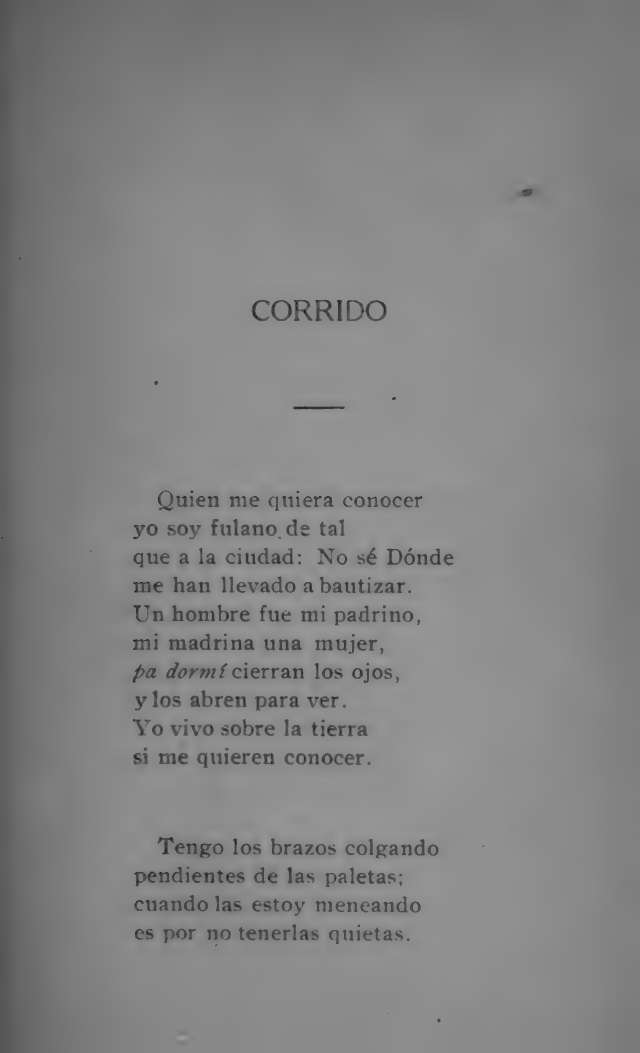 CORRIDO
Quien me quiera conocer
yo soy fulano de tal
que a la ciudad: No sé Dónde
me han llevado a bautizar.
Un hombre fue mi padrino,
mi madrina una mujer,
pa dormí cierran los ojos,
y los abren para ver.
Yo vivo sobre la tierra
si me quieren conocer.
Tengo los brazos colgando
pendientes de las paletas;
cuando las estoy meneando
es por no tenerlas quietas.